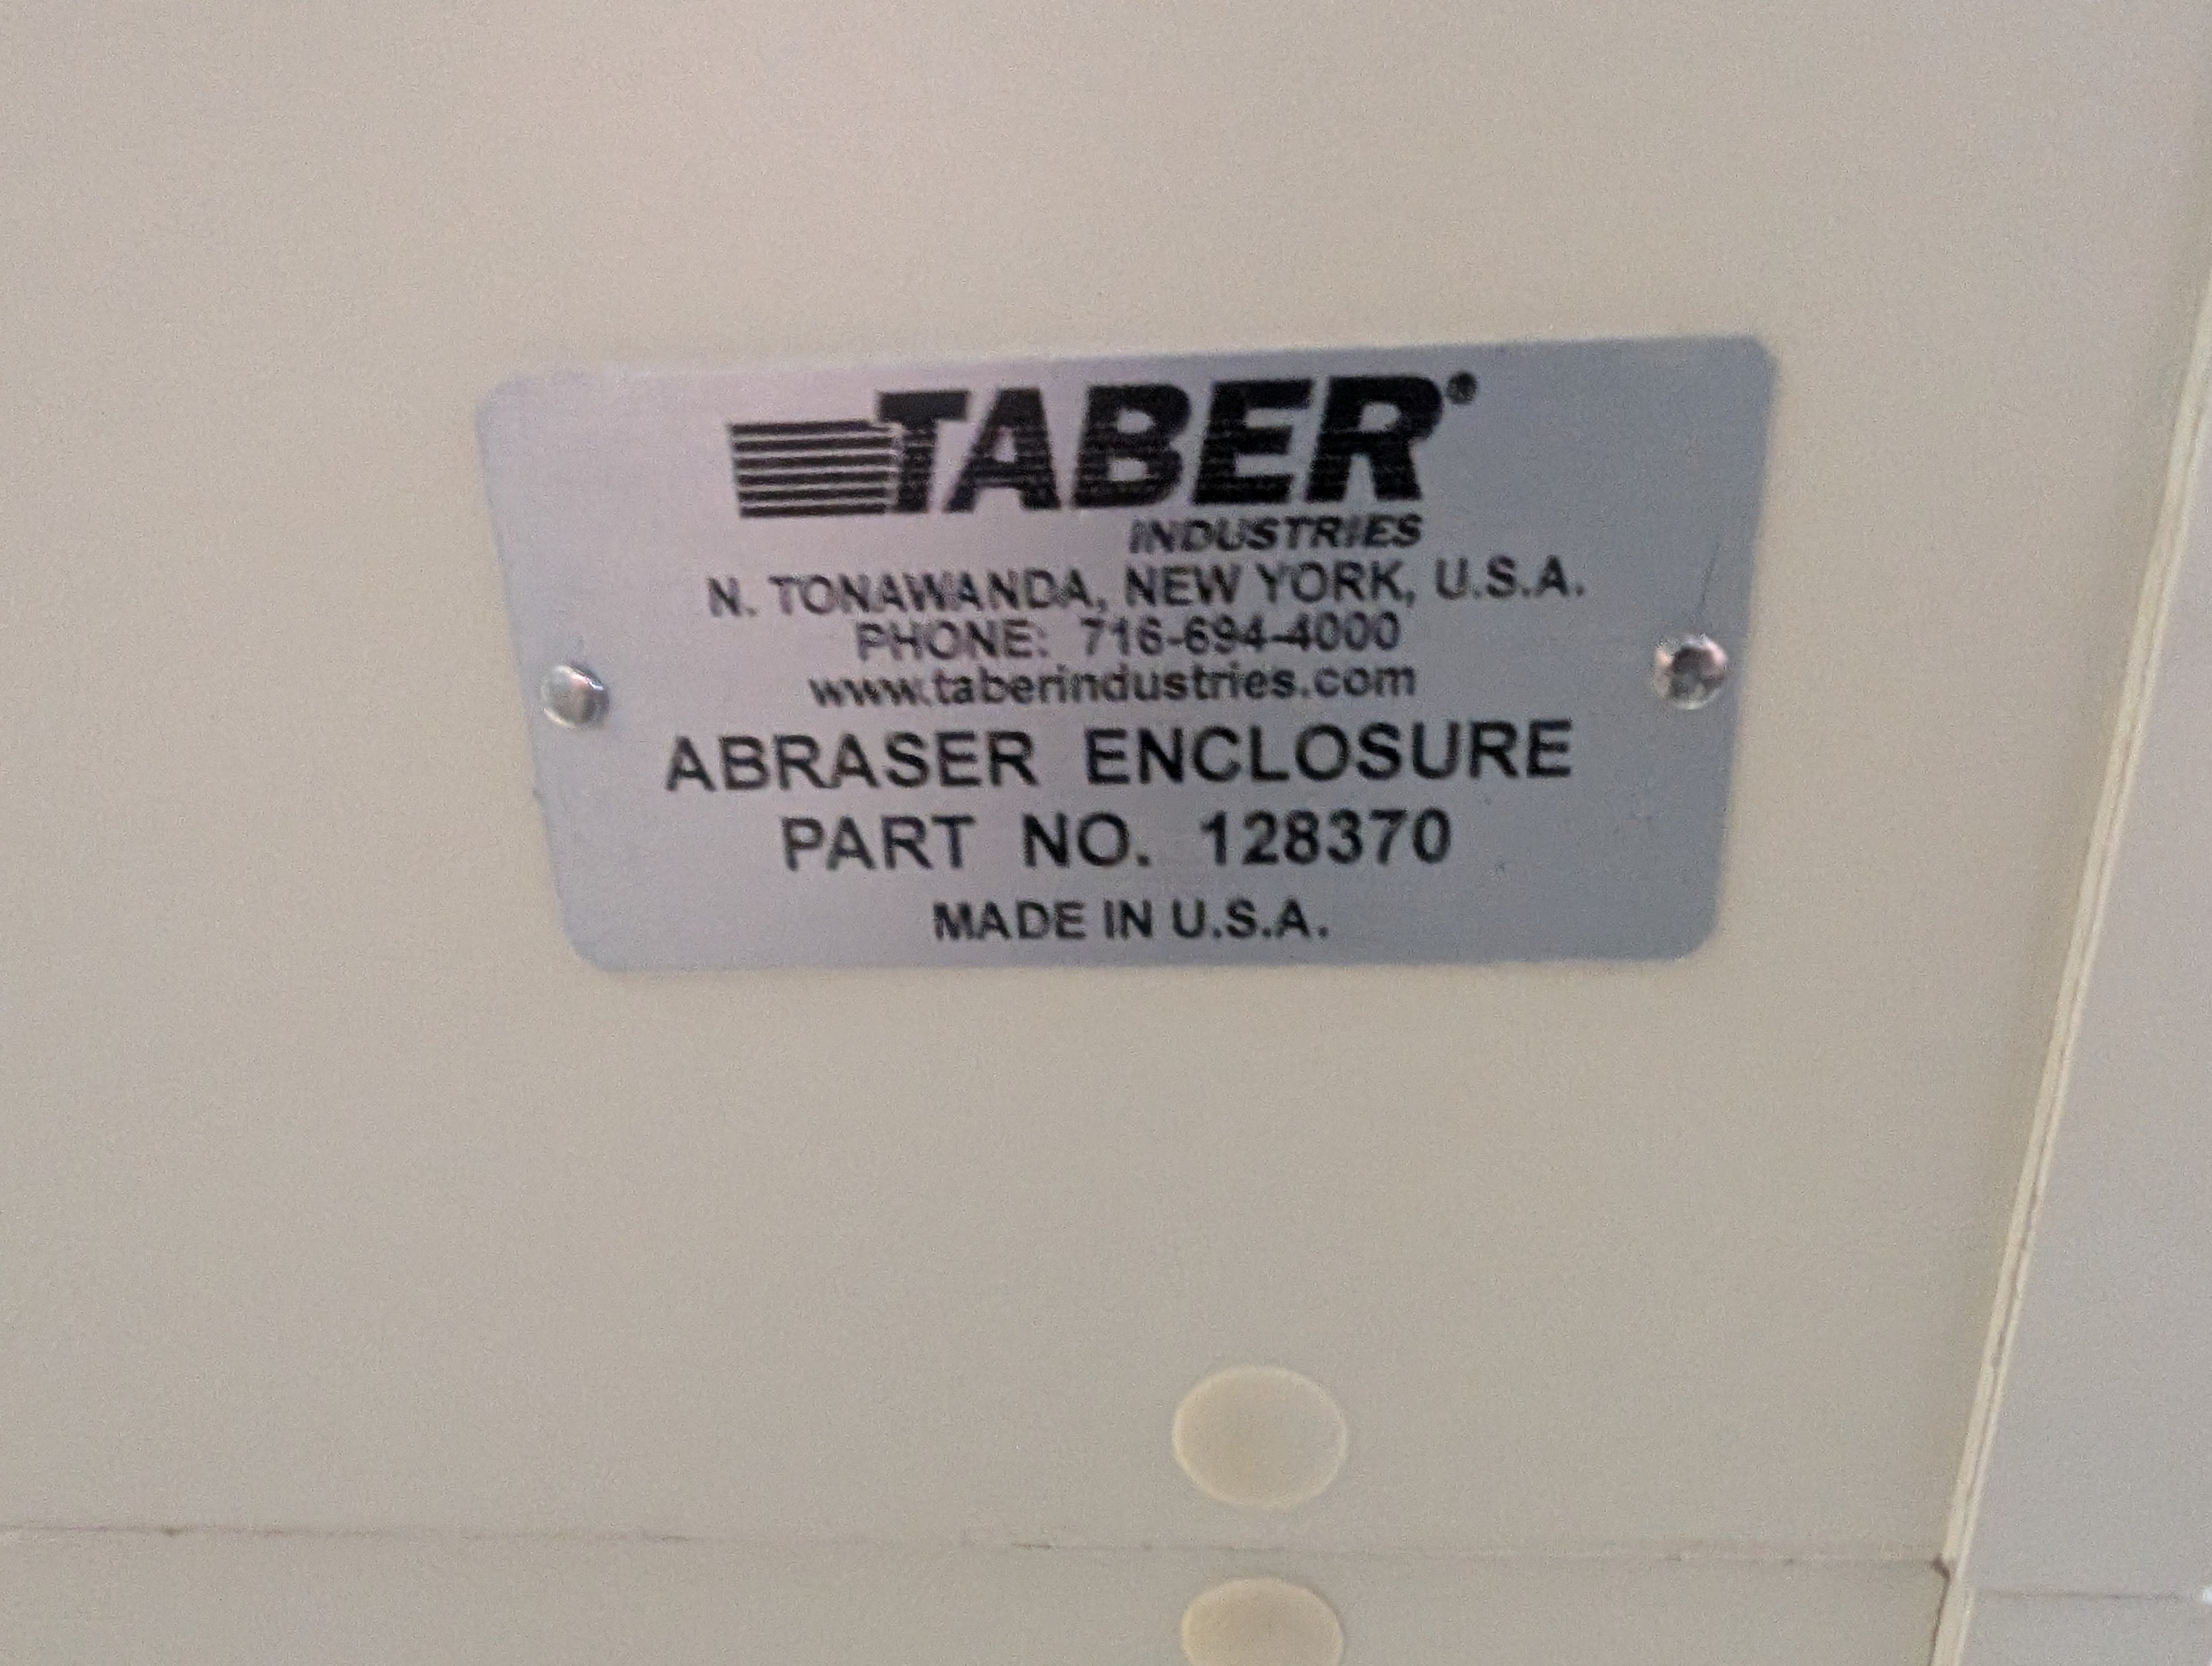 TABER®
INDUSTRIES
N. TONAWANDA, NEW YORK, U.S.A.
PHONE: 716-694-4000
www.taberindustries.com
ABRASER ENCLOSURE
PART NO. 128370
MADE IN U.S.A.